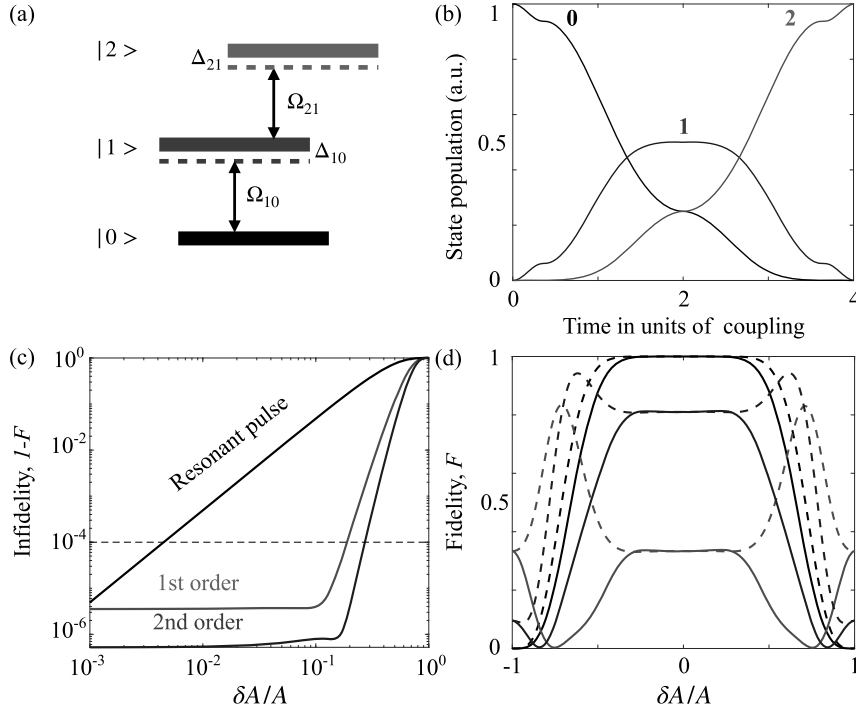 (a)
|2>
Δ21
Ω21
|1>
Δ10
Ω10
|0>
(b)
1
0.5
0
0
2
4
0
1
2
State population (a.u.)
Time in units of coupling
(c)
10^0
10^-2
10^-4
10^-6
10^-3
10^-2
10^-1
10^0
Resonant pulse
1st order
2nd order
Infidelity, 1-F
δA/A
(d)
1
0.5
0
-1
0
1
Fidelity, F
δA/A